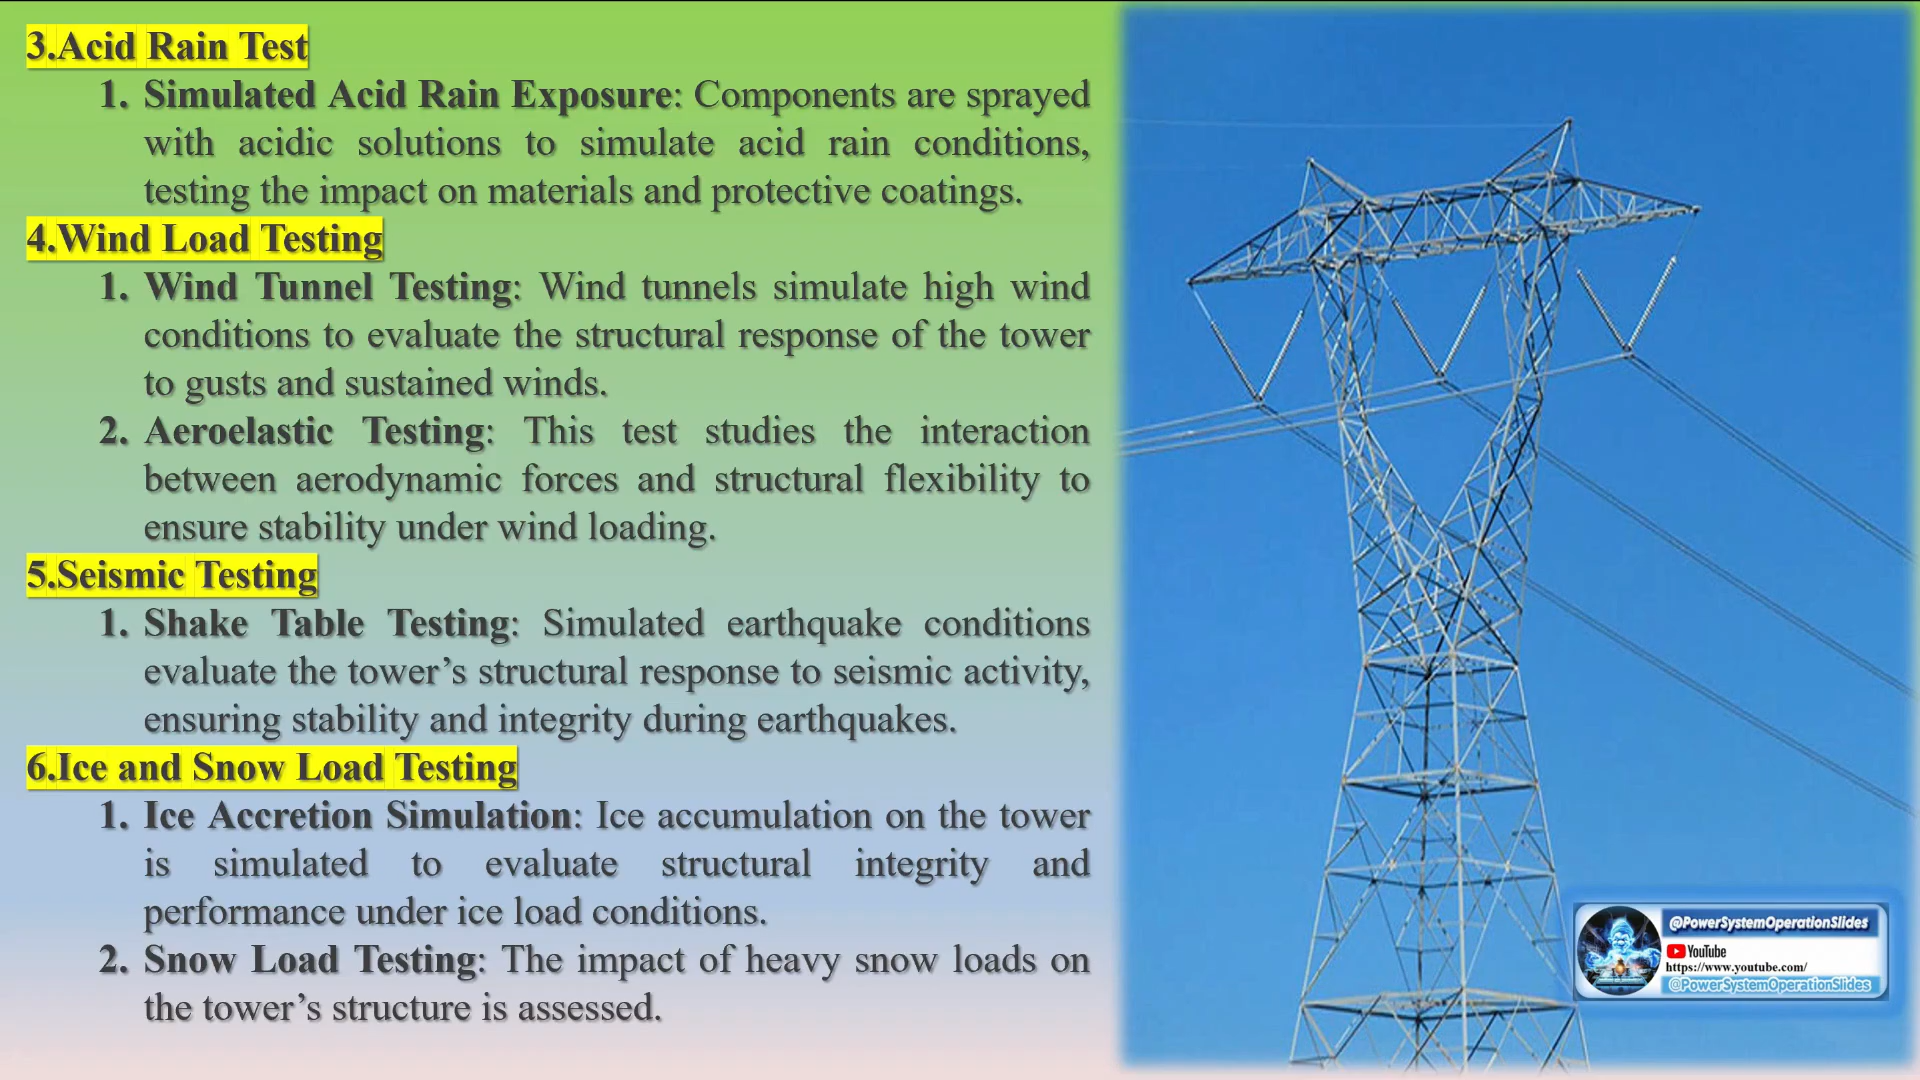 3.Acid Rain Test
1. Simulated Acid Rain Exposure: Components are sprayed
with acidic solutions to simulate acid rain conditions,
testing the impact on materials and protective coatings.
4.Wind Load Testing
1. Wind Tunnel Testing: Wind tunnels simulate high wind
conditions to evaluate the structural response of the tower
to gusts and sustained winds.
2. Aeroelastic Testing: This test studies the interaction
between aerodynamic forces and structural flexibility to
ensure stability under wind loading.
5.Seismic Testing
1. Shake Table Testing: Simulated earthquake conditions
evaluate the tower’s structural response to seismic activity,
ensuring stability and integrity during earthquakes.
6.Ice and Snow Load Testing
1. Ice Accretion Simulation: Ice accumulation on the tower
is simulated to evaluate structural integrity and
performance under ice load conditions.
2. Snow Load Testing: The impact of heavy snow loads on
the tower’s structure is assessed.
@PowerSystemOperationSlides
YouTube
https://www.youtube.com/
@PowerSystemOperationSlides